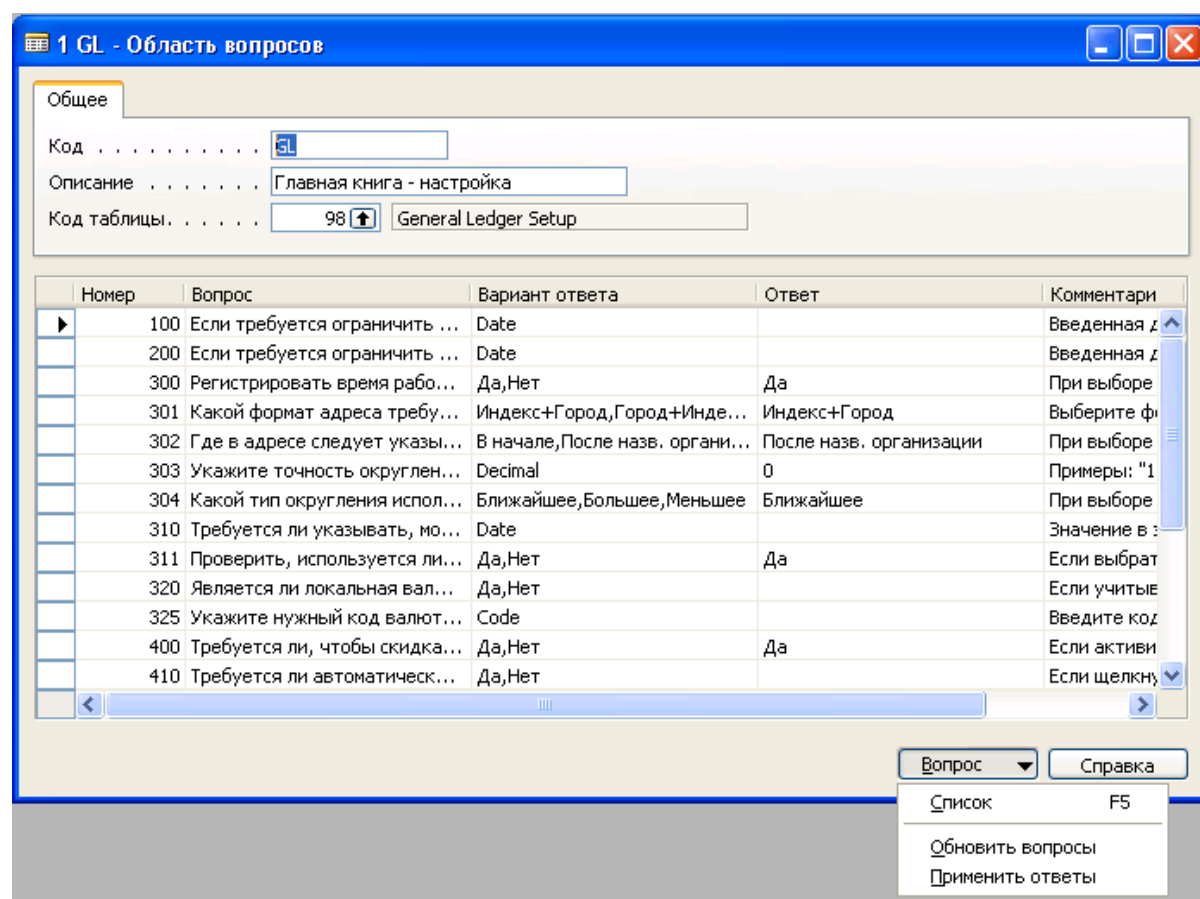 1 GL - Область вопросов
Общее
Код . . . . . . . . . . GL
Описание . . . . . . . Главная книга - настройка
Код таблицы. . . . . . 98 General Ledger Setup
Номер Вопрос Вариант ответа Ответ Комментари
100 Если требуется ограничить ... Date Введенная д
200 Если требуется ограничить ... Date Введенная д
300 Регистрировать время рабо... Да,Нет Да При выборе
301 Какой формат адреса требу... Индекс+Город,Город+Инде... Индекс+Город Выберите фо
302 Где в адресе следует указы... В начале,После назв. органи... После назв. организации При выборе
303 Укажите точность округлен... Decimal 0 Примеры: "1
304 Какой тип округления испол... Ближайшее,Большее,Меньшее Ближайшее При выборе
310 Требуется ли указывать, мо... Date Значение в э
311 Проверить, используется ли... Да,Нет Да Если выбрат
320 Является ли локальная вал... Да,Нет Если учитыв
325 Укажите нужный код валют... Code Введите код
400 Требуется ли, чтобы скидка... Да,Нет Да Если активи
410 Требуется ли автоматическ... Да,Нет Если щелкну
Вопрос Справка
Список F5
Обновить вопросы
Применить ответы